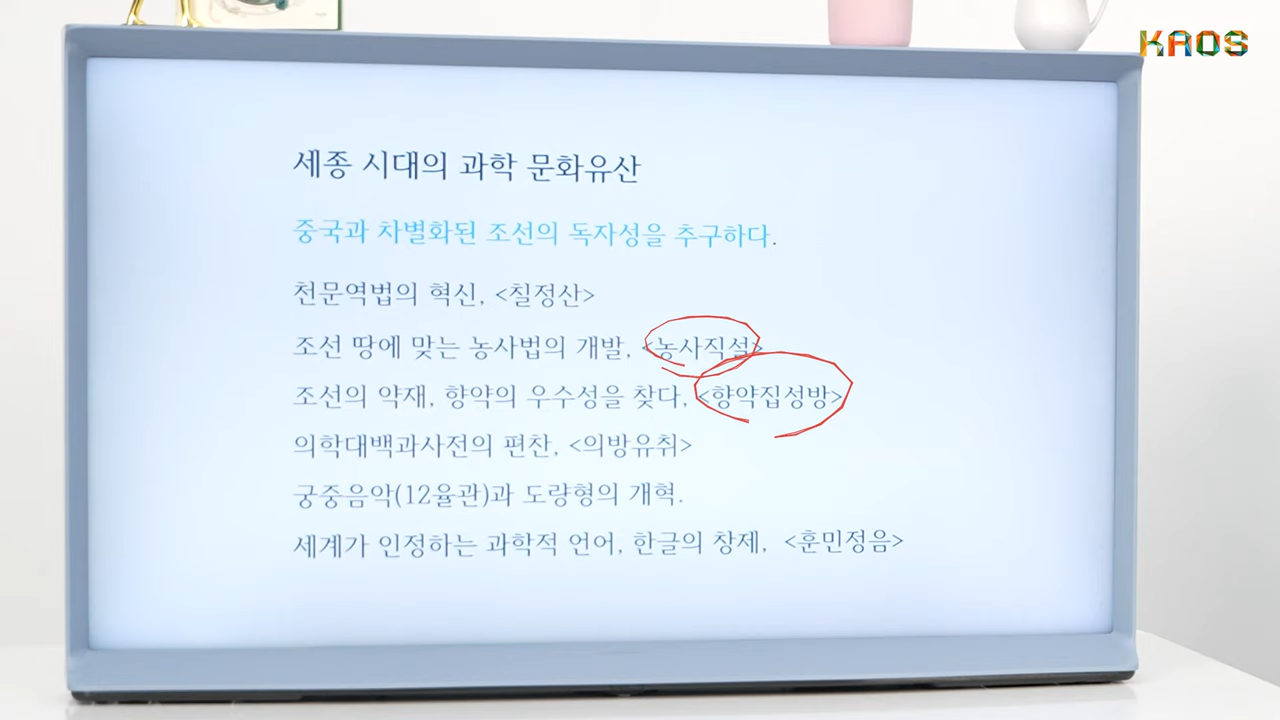 KAOS
세종 시대의 과학 문화유산
중국과 차별화된 조선의 독자성을 추구하다.
천문역법의 혁신, <칠정산>
조선 땅에 맞는 농사법의 개발, <농사직설>
조선의 약재, 향약의 우수성을 찾다, <향약집성방>
의학대백과사전의 편찬, <의방유취>
궁중음악(12율관)과 도량형의 개혁.
세계가 인정하는 과학적 언어, 한글의 창제, <훈민정음>